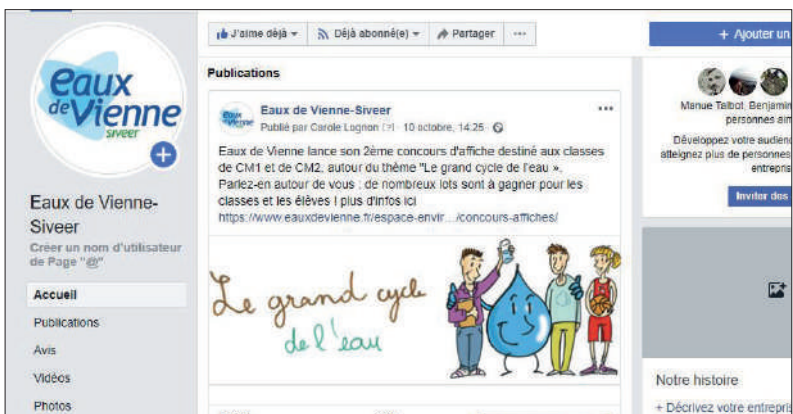 eaux
de Vienne
siveer
Eaux de Vienne-
Siveer
Créer un nom d'utilisateur
de Page "@"
Accueil
Publications
Avis
Vidéos
Photos
J'aime déjà
Déjà abonné(e)
Partager
Publications
Eaux de Vienne-Siveer
Publié par Carole Lognon [?] · 10 octobre, 14:25 ·
Eaux de Vienne lance son 2ème concours d'affiche destiné aux classes
de CM1 et de CM2, autour du thème "Le grand cycle de l'eau ».
Parlez-en autour de vous : de nombreux lots sont à gagner pour les
classes et les élèves ! plus d'infos ici
https://www.eauxdevienne.fr/espace-envir.../concours-affiches/
Le grand cycle
de l'eau
+ Ajouter un
Manue Talbot, Benjamin
personnes aim
Développez votre audienc
atteignez plus de personnes
entrepris
Inviter des
Notre histoire
+ Décrivez votre entrepris